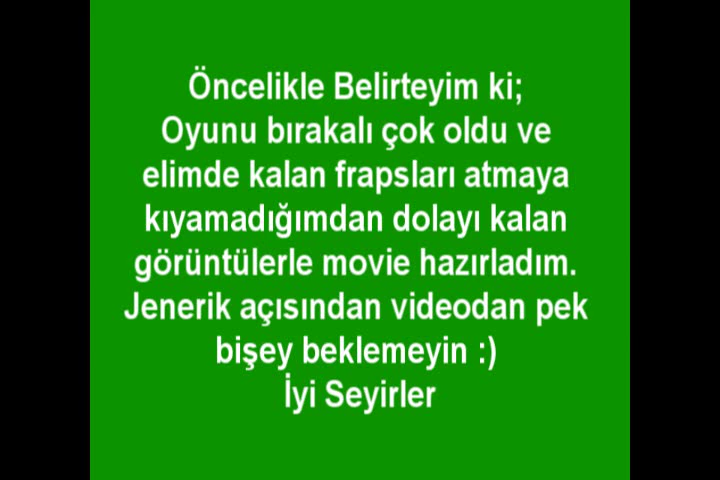 Öncelikle Belirteyim ki;
Oyunu bırakalı çok oldu ve
elimde kalan frapsları atmaya
kıyamadığımdan dolayı kalan
görüntülerle movie hazırladım.
Jenerik açısından videodan pek
bişey beklemeyin :)
İyi Seyirler